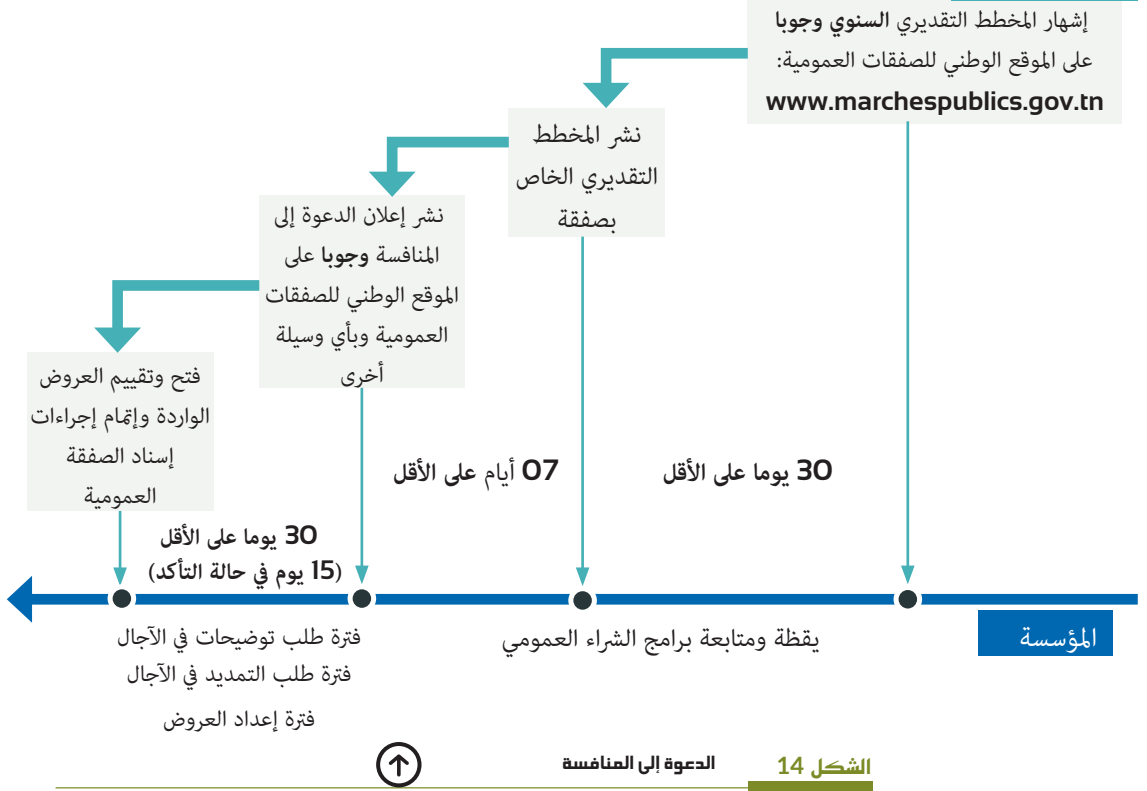 إشهار المخطط التقديري السنوي وجوبا
على الموقع الوطني للصفقات العمومية:
www.marchespublics.gov.tn
نشر المخطط
التقديري الخاص
بصفقة
نشر إعلان الدعوة إلى
المنافسة وجوبا على
الموقع الوطني للصفقات
العمومية وبأي وسيلة
أخرى
فتح وتقييم العروض
الواردة وإتمام إجراءات
إسناد الصفقة
العمومية
30 يوما على الأقل
07 أيام على الأقل
30 يوما على الأقل
(15 يوم في حالة التأكد)
المؤسسة
يقظة ومتابعة برامج الشراء العمومي
فترة طلب توضيحات في الآجال
فترة طلب التمديد في الآجال
فترة إعداد العروض
الشكل 14
الدعوة إلى المنافسة